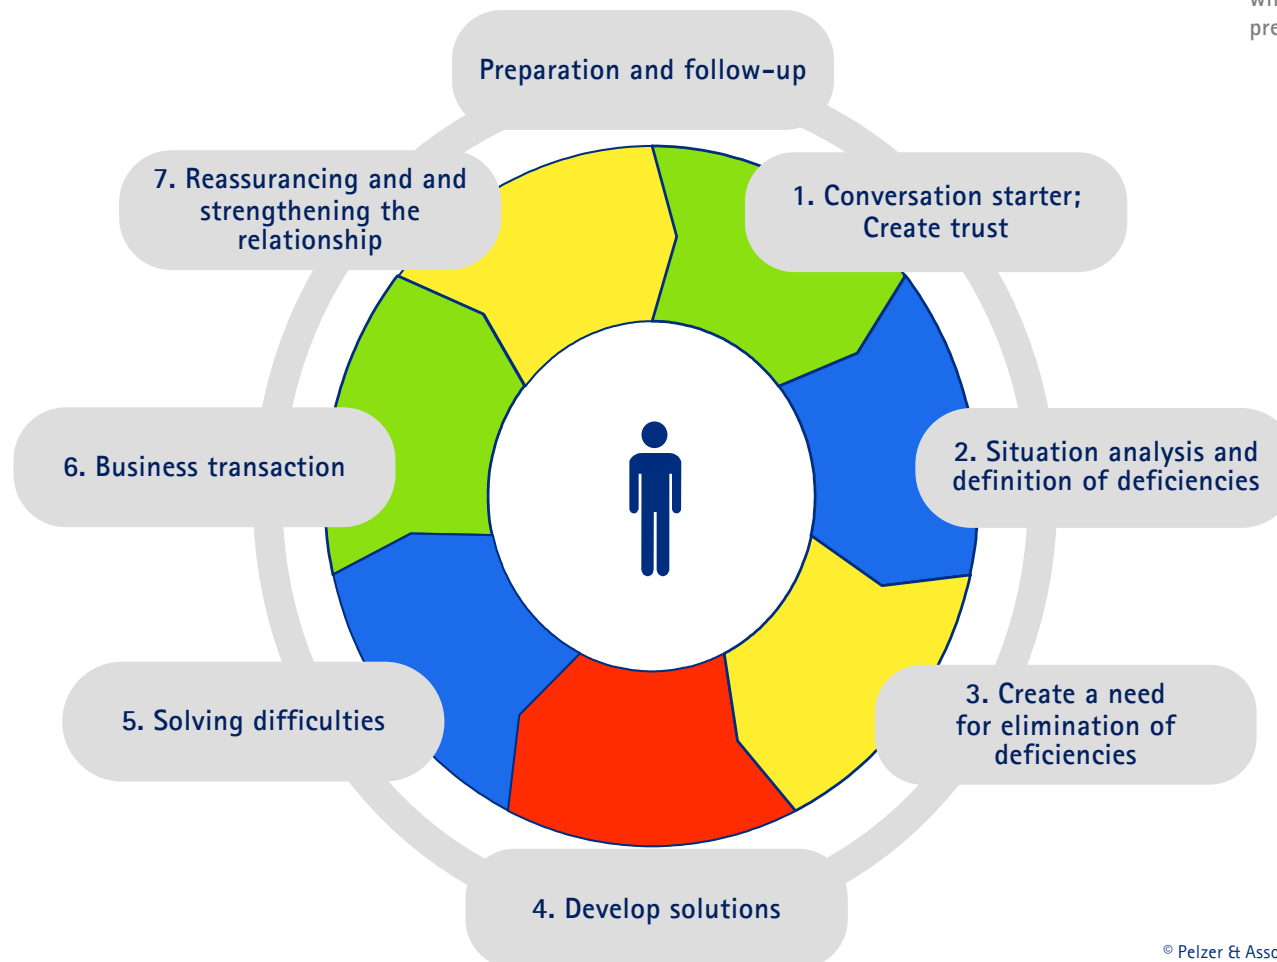 Preparation and follow-up
1. Conversation starter;
Create trust
2. Situation analysis and
definition of deficiencies
3. Create a need
for elimination of
deficiencies
4. Develop solutions
5. Solving difficulties
6. Business transaction
7. Reassurancing and and
strengthening the
relationship
© Pelzer & Asso